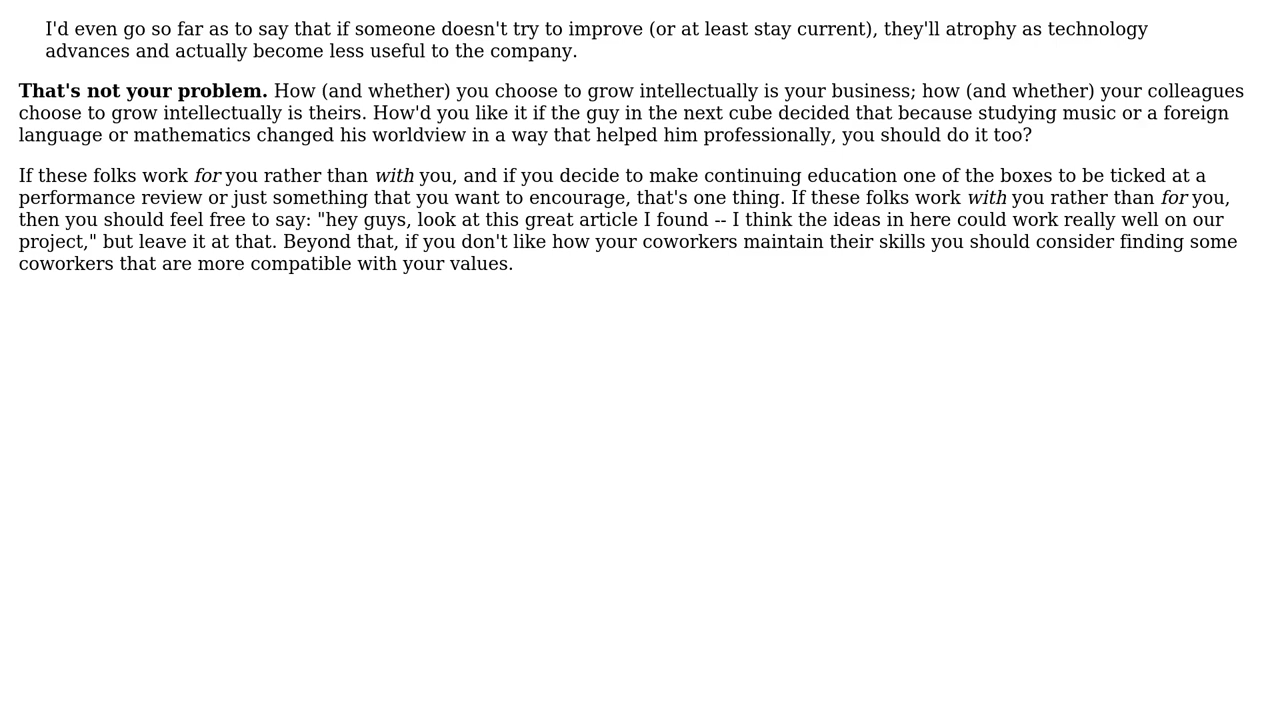 I'd even go so far as to say that if someone doesn't try to improve (or at least stay current), they'll atrophy as technology
advances and actually become less useful to the company.
That's not your problem. How (and whether) you choose to grow intellectually is your business; how (and whether) your colleagues
choose to grow intellectually is theirs. How'd you like it if the guy in the next cube decided that because studying music or a foreign
language or mathematics changed his worldview in a way that helped him professionally, you should do it too?
If these folks work for you rather than with you, and if you decide to make continuing education one of the boxes to be ticked at a
performance review or just something that you want to encourage, that's one thing. If these folks work with you rather than for you,
then you should feel free to say: "hey guys, look at this great article I found -- I think the ideas in here could work really well on our
project," but leave it at that. Beyond that, if you don't like how your coworkers maintain their skills you should consider finding some
coworkers that are more compatible with your values.